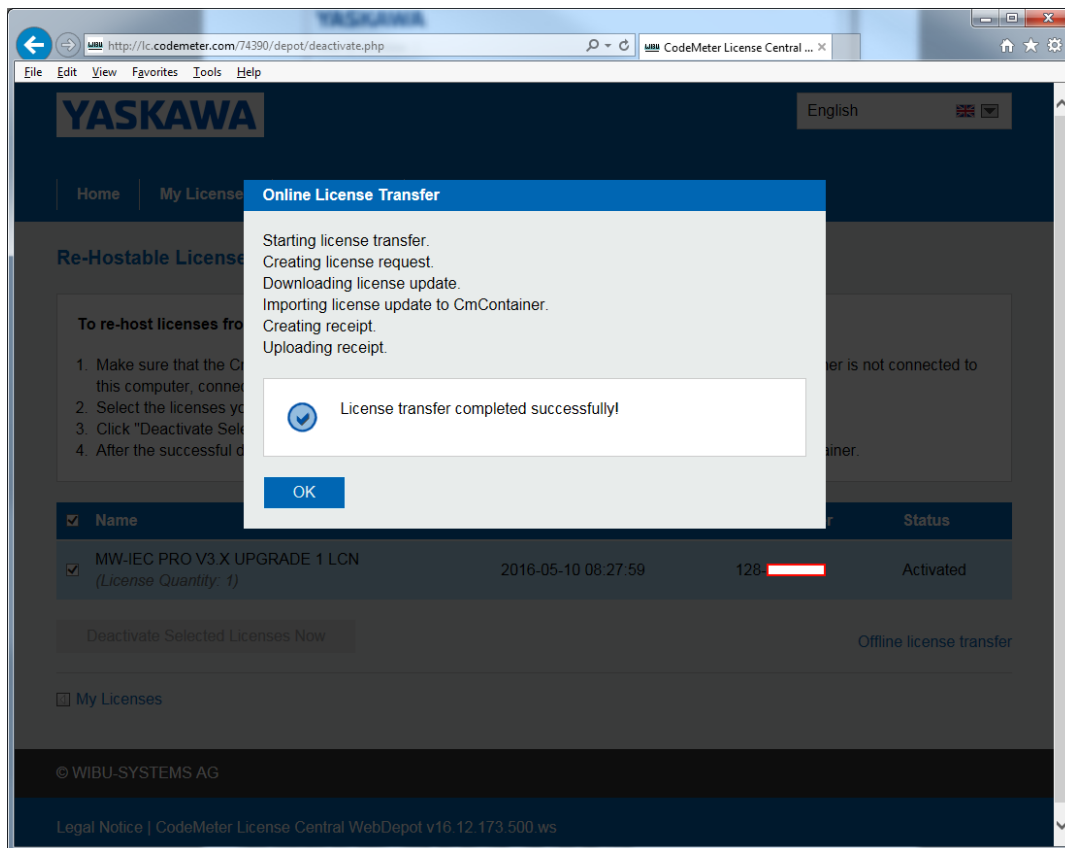 YASKAWA
http://lc.codemeter.com/74390/depot/deactivate.php
CodeMeter License Central ...
File Edit View Favorites Tools Help
YASKAWA
English
Home My License
Online License Transfer
Starting license transfer.
Creating license request.
Downloading license update.
Importing license update to CmContainer.
Creating receipt.
Uploading receipt.
License transfer completed successfully!
OK
Re-Hostable License
To re-host licenses fro
1. Make sure that the C er is not connected to
this computer, connec
2. Select the licenses yo
3. Click "Deactivate Sele
4. After the successful d ainer.
Name r Status
MW-IEC PRO V3.X UPGRADE 1 LCN 2016-05-10 08:27:59 128- Activated
(License Quantity: 1)
Deactivate Selected Licenses Now
Offline license transfer
My Licenses
© WIBU-SYSTEMS AG
Legal Notice | CodeMeter License Central WebDepot v16.12.173.500.ws